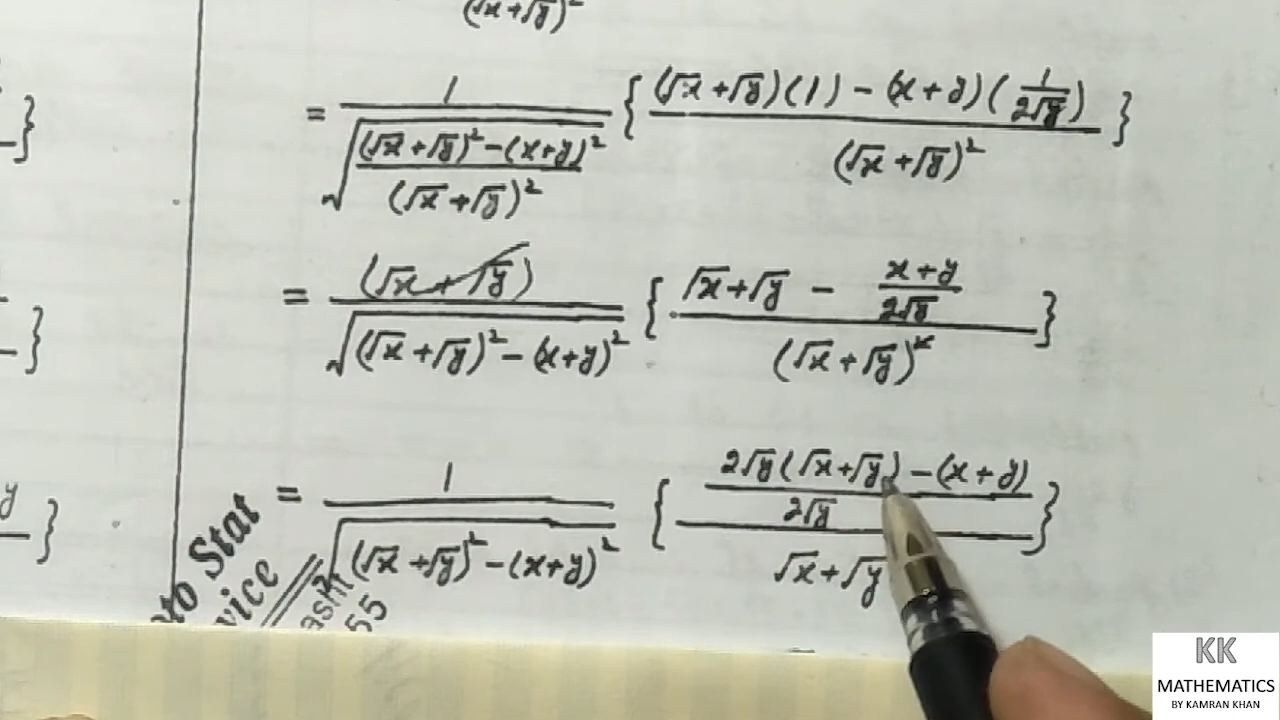 (√x+√y)²
= 1/√(((√x+√y)²-(x+y)²)/(√x+√y)²) { ((√x+√y)(1) - (x+y)(1/2√y))/(√x+√y)² }
}
= (√x+√y)/√((√x+√y)²-(x+y)²) { (√x+√y - (x+y)/2√y)/(√x+√y)² }
}
= 1/√((√x+√y)²-(x+y)²) { ((2√y(√x+√y)-(x+y))/2√y)/(√x+√y) }
y }
to Stat
vice
55
KK
MATHEMATICS
BY KAMRAN KHAN